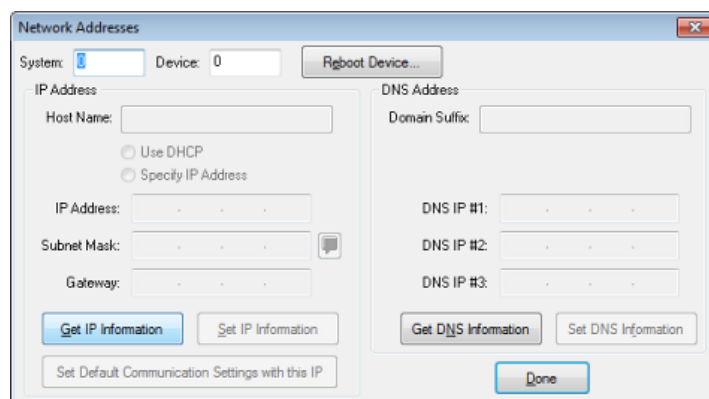 Network Addresses
System: 0 Device: 0 Reboot Device...
IP Address
Host Name:
Use DHCP
Specify IP Address
IP Address:
Subnet Mask:
Gateway:
Get IP Information Set IP Information
Set Default Communication Settings with this IP
DNS Address
Domain Suffix:
DNS IP #1:
DNS IP #2:
DNS IP #3:
Get DNS Information Set DNS Information
Done